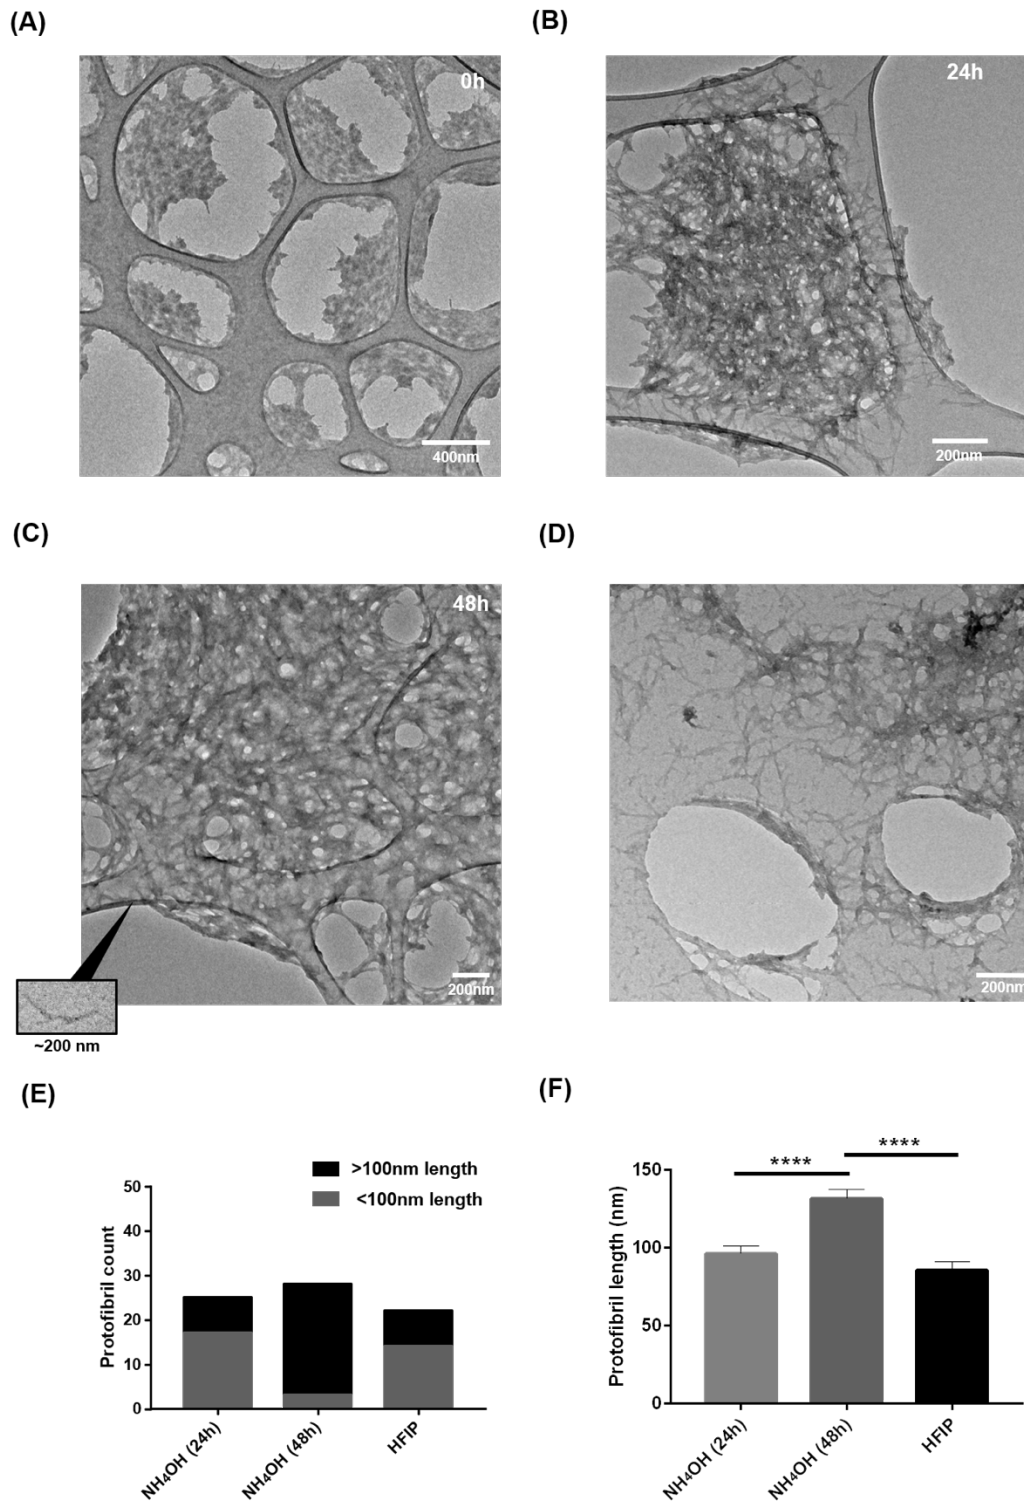 (A)
(B)
0h
24h
400nm
200nm
(C)
(D)
48h
200nm
200nm
~200 nm
(E)
(F)
>100nm length
<100nm length
Protofibril count
50
40
30
20
10
0
NH₄OH (24h)
NH₄OH (48h)
HFIP
****
****
Protofibril length (nm)
150
100
50
0
NH₄OH (24h)
NH₄OH (48h)
HFIP